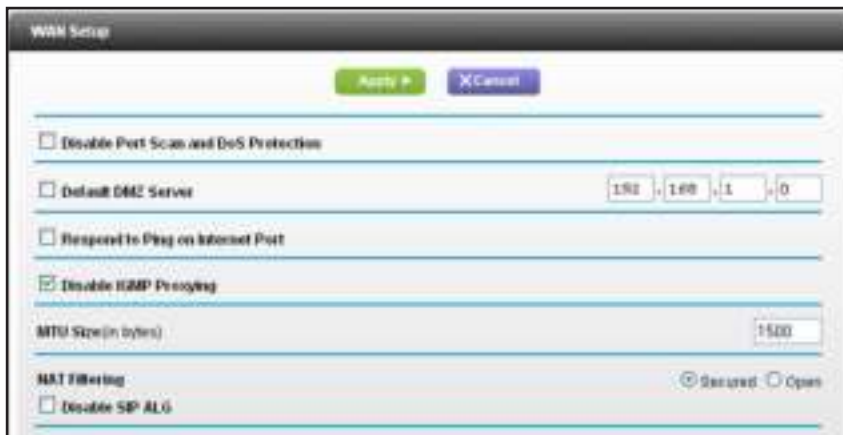 WAN Setup
Apply
Cancel
Disable Port Scan and DoS Protection
Default DMZ Server 192 . 168 . 1 . 0
Respond to Ping on Internet Port
Disable IGMP Proxying
MTU Size(in bytes) 1500
NAT Filtering Secured Open
Disable SIP ALG